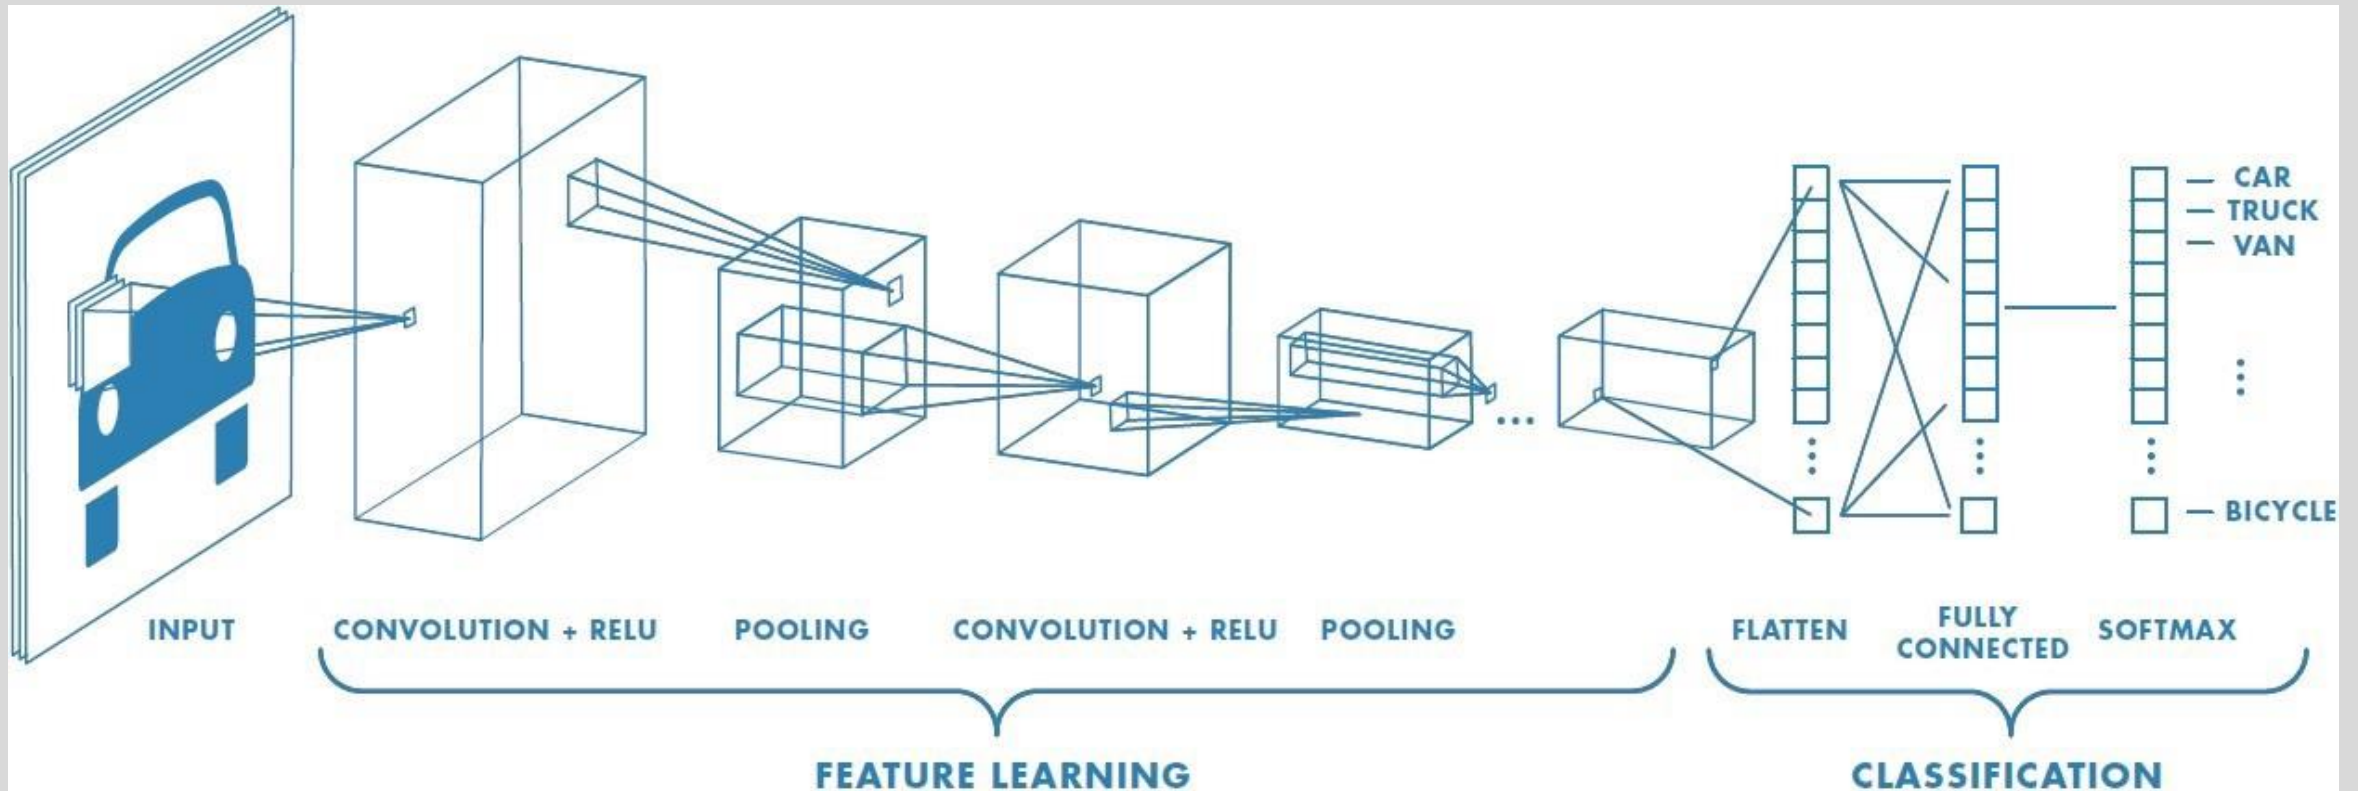 CAR
TRUCK
VAN
BICYCLE
INPUT
CONVOLUTION + RELU
POOLING
CONVOLUTION + RELU
POOLING
FLATTEN
FULLY
CONNECTED
SOFTMAX
FEATURE LEARNING
CLASSIFICATION